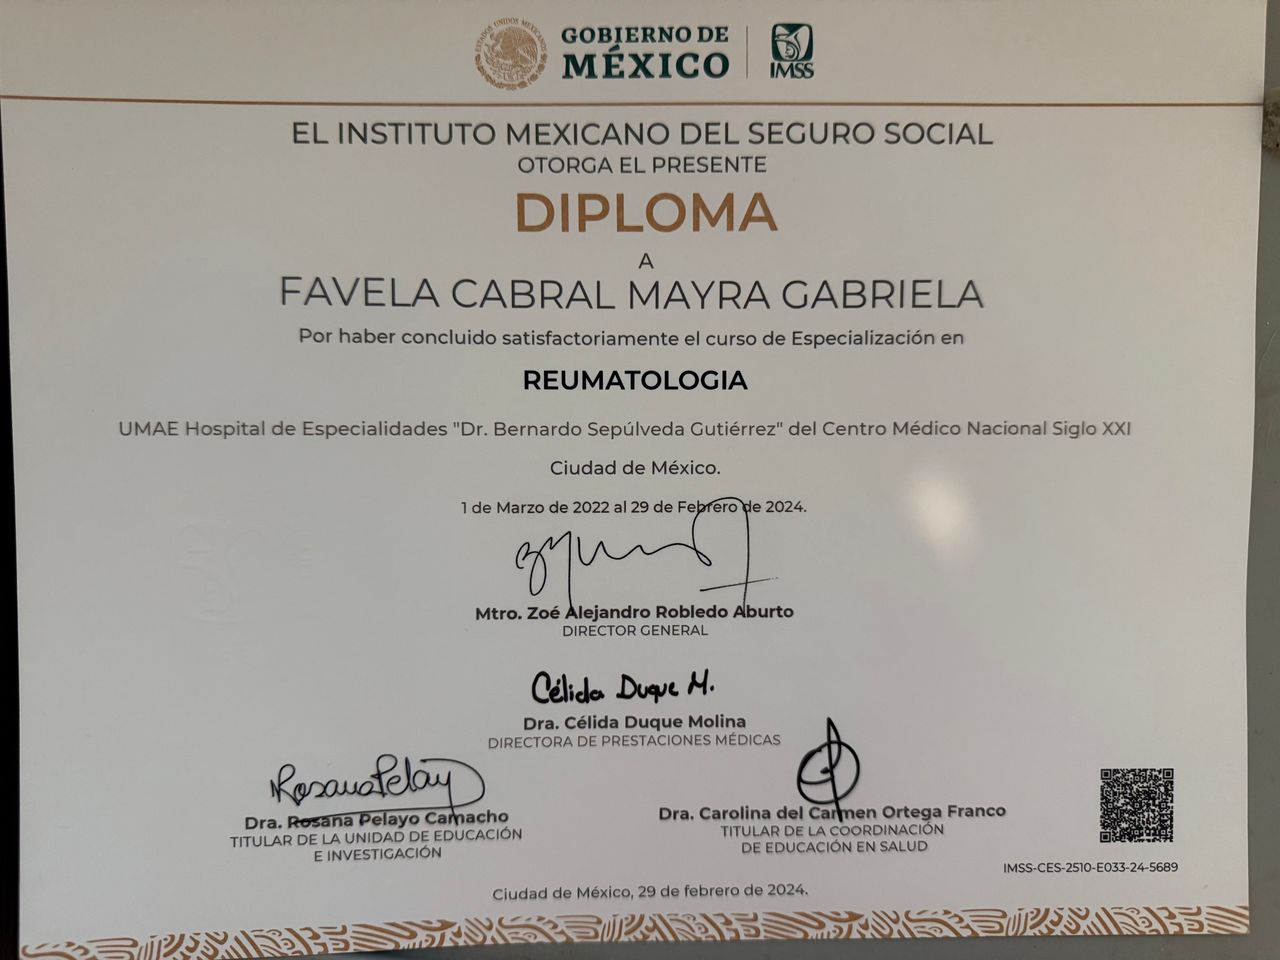 ESTADOS UNIDOS MEXICANOS
GOBIERNO DE
MÉXICO
IMSS
EL INSTITUTO MEXICANO DEL SEGURO SOCIAL
OTORGA EL PRESENTE
DIPLOMA
A
FAVELA CABRAL MAYRA GABRIELA
Por haber concluido satisfactoriamente el curso de Especialización en
REUMATOLOGIA
UMAE Hospital de Especialidades "Dr. Bernardo Sepúlveda Gutiérrez" del Centro Médico Nacional Siglo XXI
Ciudad de México.
1 de Marzo de 2022 al 29 de Febrero de 2024.
Mtro. Zoé Alejandro Robledo Aburto
DIRECTOR GENERAL
Célida Duque M.
Dra. Célida Duque Molina
DIRECTORA DE PRESTACIONES MÉDICAS
Rosana Pelay
Dra. Rosana Pelayo Camacho
TITULAR DE LA UNIDAD DE EDUCACIÓN
E INVESTIGACIÓN
Dra. Carolina del Carmen Ortega Franco
TITULAR DE LA COORDINACIÓN
DE EDUCACIÓN EN SALUD
IMSS-CES-2510-E033-24-5689
Ciudad de México, 29 de febrero de 2024.